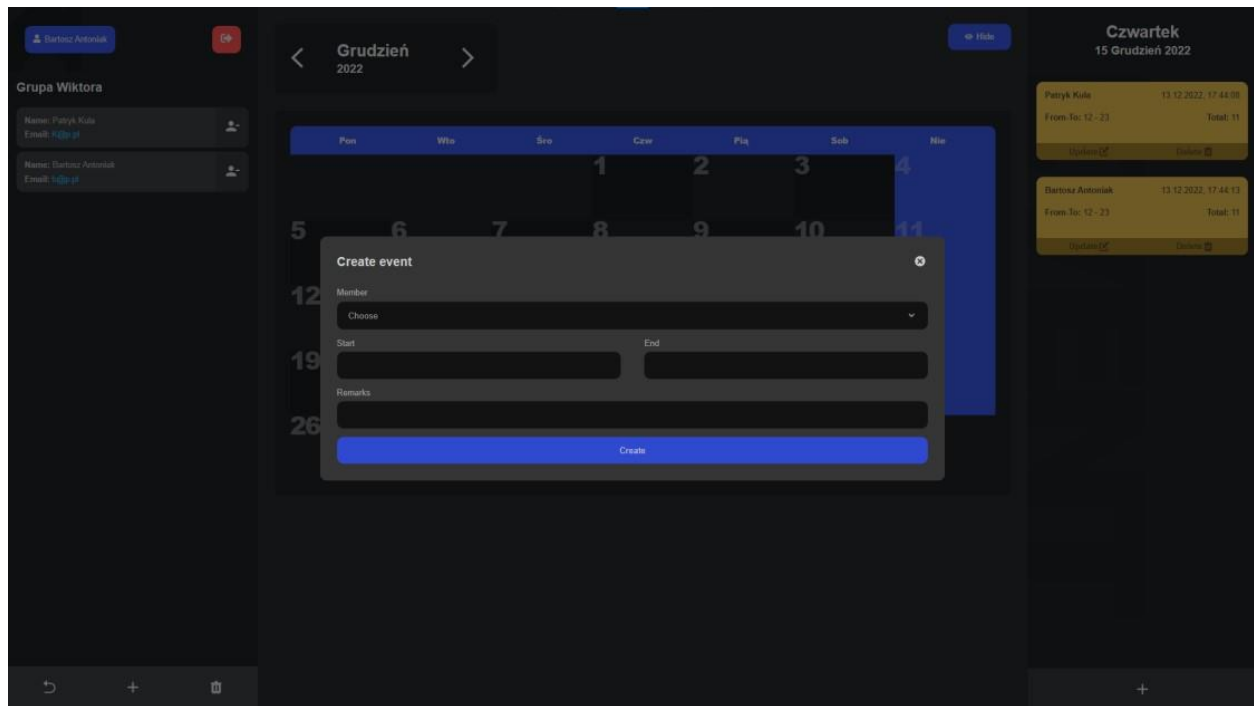 Bartosz Antoniak
Grupa Wiktora
Name: Patryk Kula
Email: K@p.pl
Name: Bartosz Antoniak
Email: b@p.pl
Grudzień
2022
Hide
Pon Wto Śro Czw Pią Sob Nie
1 2 3 4
5 6 7 8 9 10 11
12
19
26
Create event
Member
Choose
Start End
Remarks
Create
Czwartek
15 Grudzień 2022
Patryk Kula 13.12.2022, 17:44:08
From-To: 12 - 23 Total: 11
Update Delete
Bartosz Antoniak 13.12.2022, 17:44:13
From-To: 12 - 23 Total: 11
Update Delete